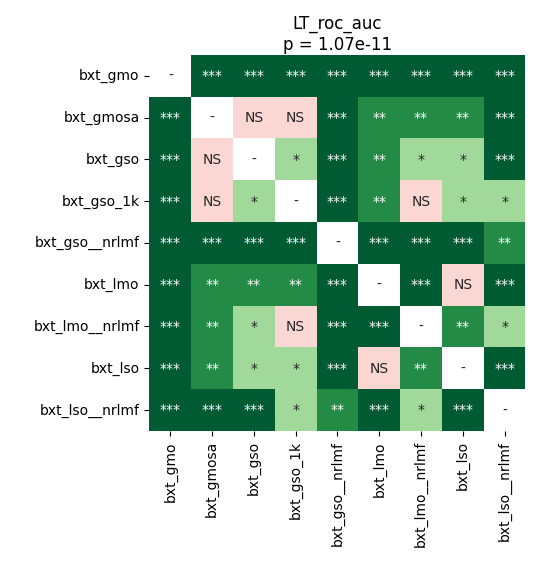 LT_roc_auc
p = 1.07e-11
bxt_gmo - *** *** *** *** *** *** *** ***
bxt_gmosa *** - NS NS *** ** ** ** ***
bxt_gso *** NS - * *** ** * * ***
bxt_gso_1k *** NS * - *** ** NS * *
bxt_gso__nrlmf *** *** *** *** - *** *** *** **
bxt_lmo *** ** ** ** *** - *** NS ***
bxt_lmo__nrlmf *** ** * NS *** *** - ** *
bxt_lso *** ** * * *** NS ** - ***
bxt_lso__nrlmf *** *** *** * ** *** * *** -
bxt_gmo
bxt_gmosa
bxt_gso
bxt_gso_1k
bxt_gso__nrlmf
bxt_lmo
bxt_lmo__nrlmf
bxt_lso
bxt_lso__nrlmf